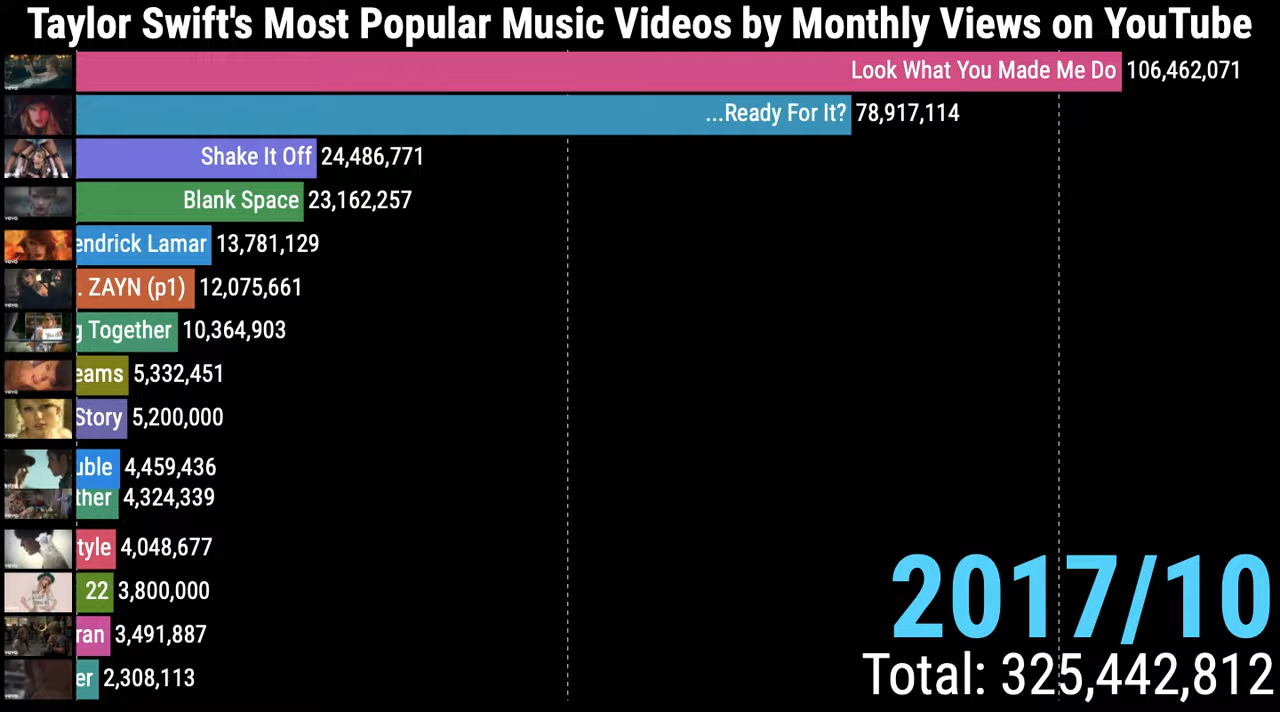 Taylor Swift's Most Popular Music Videos by Monthly Views on YouTube
Look What You Made Me Do 106,462,071
...Ready For It? 78,917,114
Shake It Off 24,486,771
Blank Space 23,162,257
endrick Lamar 13,781,129
. ZAYN (p1) 12,075,661
g Together 10,364,903
eams 5,332,451
Story 5,200,000
uble 4,459,436
ther 4,324,339
tyle 4,048,677
22 3,800,000
ran 3,491,887
er 2,308,113
2017/10
Total: 325,442,812